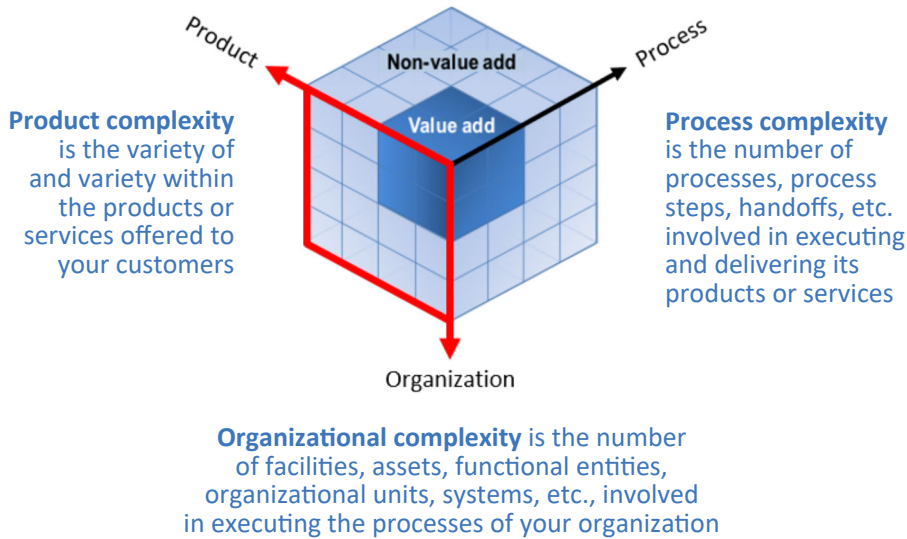 Product
Process
Non-value add
Value add
Product complexity
is the variety of
and variety within
the products or
services offered to
your customers
Process complexity
is the number of
processes, process
steps, handoffs, etc.
involved in executing
and delivering its
products or services
Organization
Organizational complexity is the number
of facilities, assets, functional entities,
organizational units, systems, etc., involved
in executing the processes of your organization